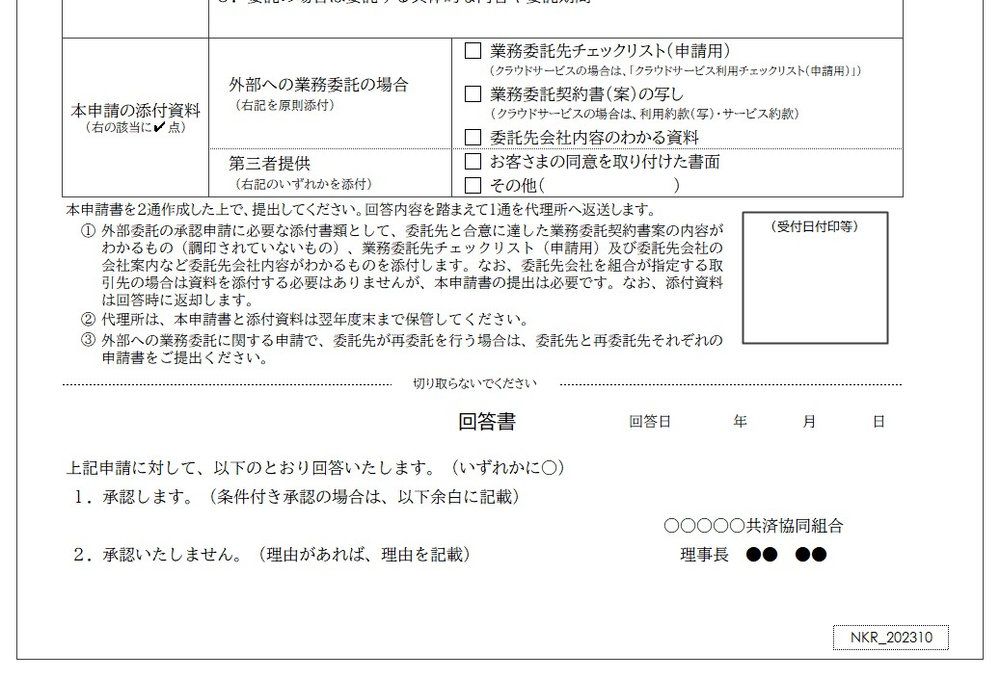 3．委託の場合は委託する具体的な内容や委託期間
本申請の添付資料
（右の該当に✔点）
外部への業務委託の場合
（右記を原則添付）
□ 業務委託先チェックリスト（申請用）
（クラウドサービスの場合は、「クラウドサービス利用チェックリスト（申請用）」）
□ 業務委託契約書（案）の写し
（クラウドサービスの場合は、利用約款（写）・サービス約款）
□ 委託先会社内容のわかる資料
第三者提供
（右記のいずれかを添付）
□ お客さまの同意を取り付けた書面
□ その他（　　　　　　　　）
本申請書を2通作成した上で、提出してください。回答内容を踏まえて1通を代理所へ返送します。
① 外部委託の承認申請に必要な添付書類として、委託先と合意に達した業務委託契約書案の内容が
わかるもの（調印されていないもの）、業務委託先チェックリスト（申請用）及び委託先会社の
会社案内など委託先会社内容がわかるものを添付します。なお、委託先会社を組合が指定する取
引先の場合は資料を添付する必要はありませんが、本申請書の提出は必要です。なお、添付資料
は回答時に返却します。
② 代理所は、本申請書と添付資料は翌年度末まで保管してください。
③ 外部への業務委託に関する申請で、委託先が再委託を行う場合は、委託先と再委託先それぞれの
申請書をご提出ください。
（受付日付印等）
切り取らないでください
回答書
回答日　　　年　　　月　　　日
上記申請に対して、以下のとおり回答いたします。（いずれかに○）
１．承認します。（条件付き承認の場合は、以下余白に記載）
○○○○○共済協同組合
２．承認いたしません。（理由があれば、理由を記載）
理事長　●●　●●
NKR_202310